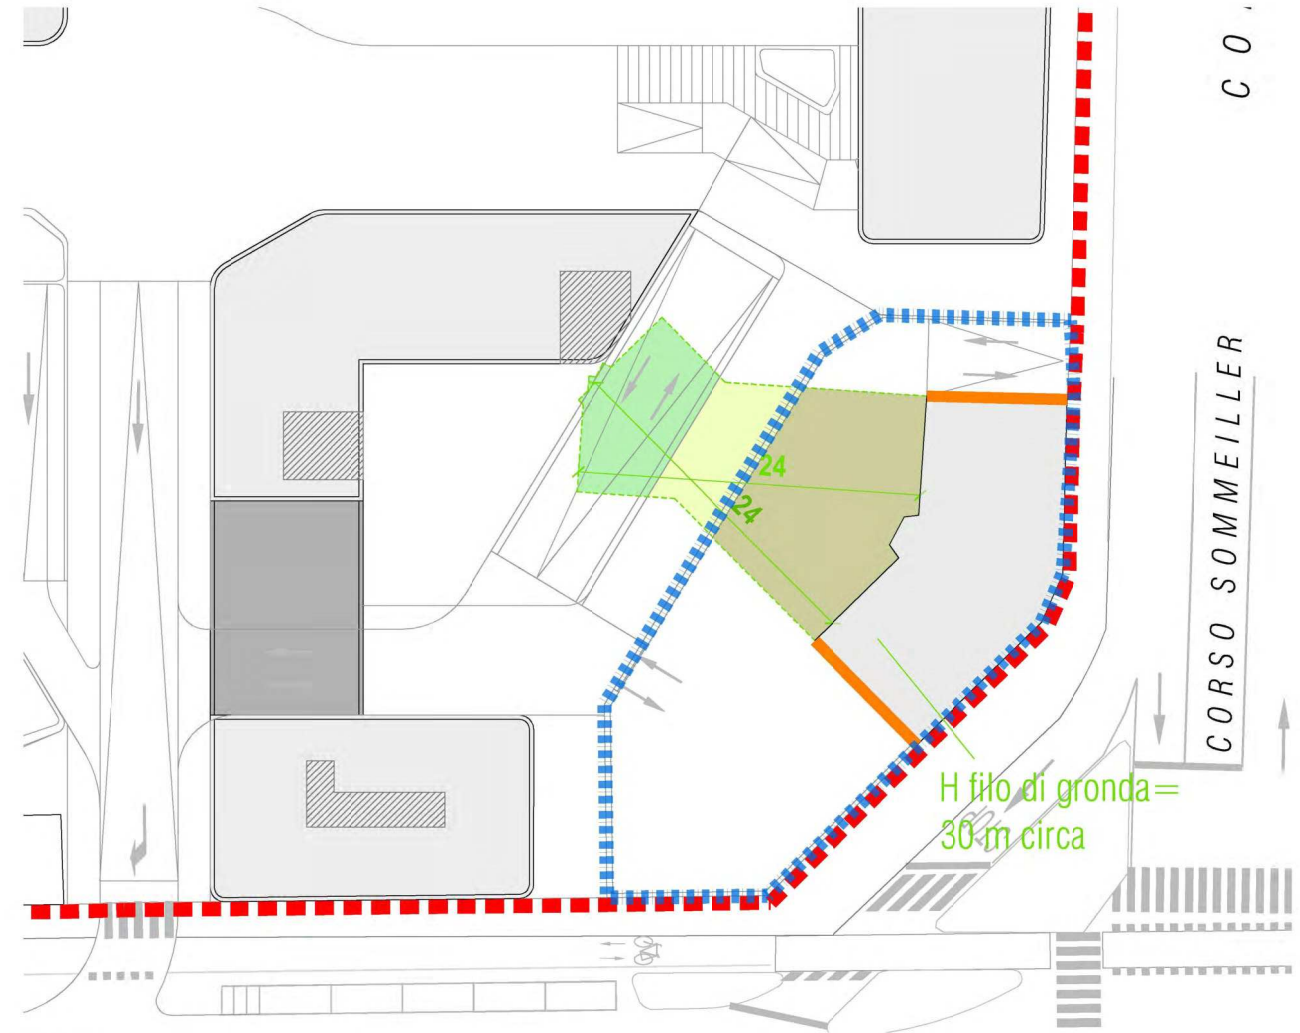 C O
CORSO SOMMEILLER
24
24
H filo di gronda=
30 m circa